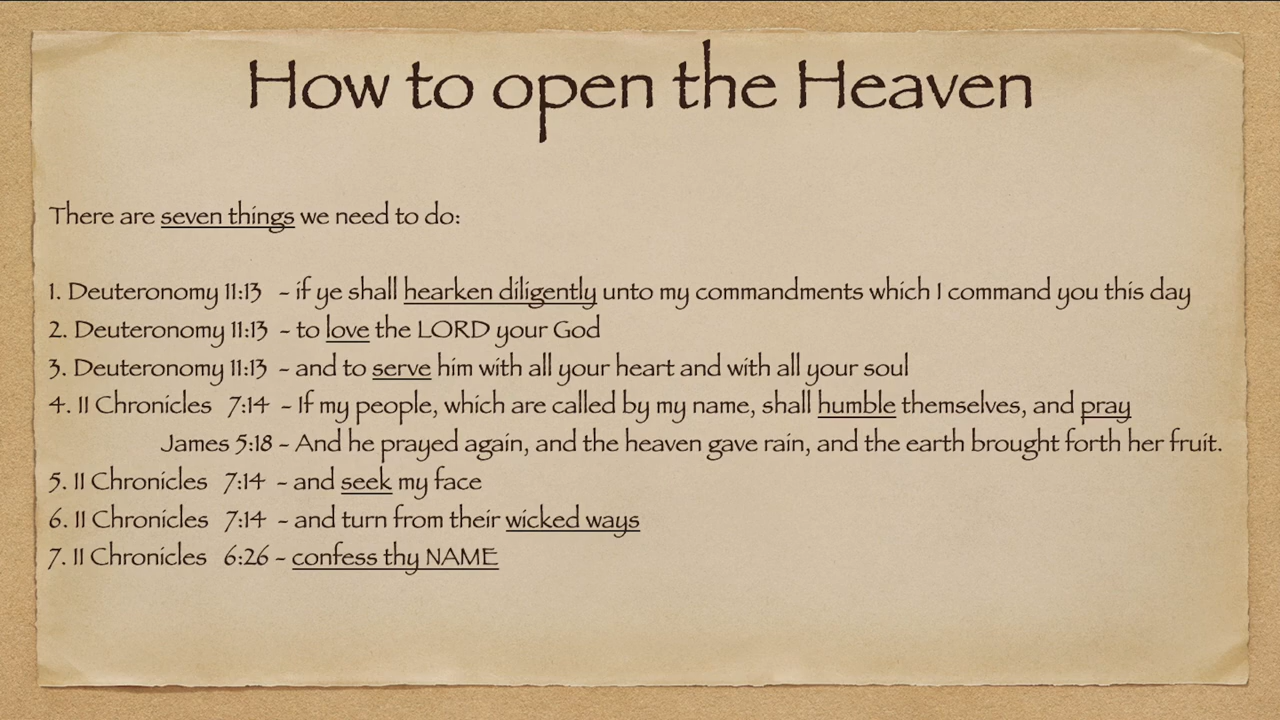 How to open the Heaven
There are seven things we need to do:
1. Deuteronomy 11:13 - if ye shall hearken diligently unto my commandments which I command you this day
2. Deuteronomy 11:13 - to love the LORD your God
3. Deuteronomy 11:13 - and to serve him with all your heart and with all your soul
4. II Chronicles 7:14 - If my people, which are called by my name, shall humble themselves, and pray
James 5:18 - And he prayed again, and the heaven gave rain, and the earth brought forth her fruit.
5. II Chronicles 7:14 - and seek my face
6. II Chronicles 7:14 - and turn from their wicked ways
7. II Chronicles 6:26 - confess thy NAME